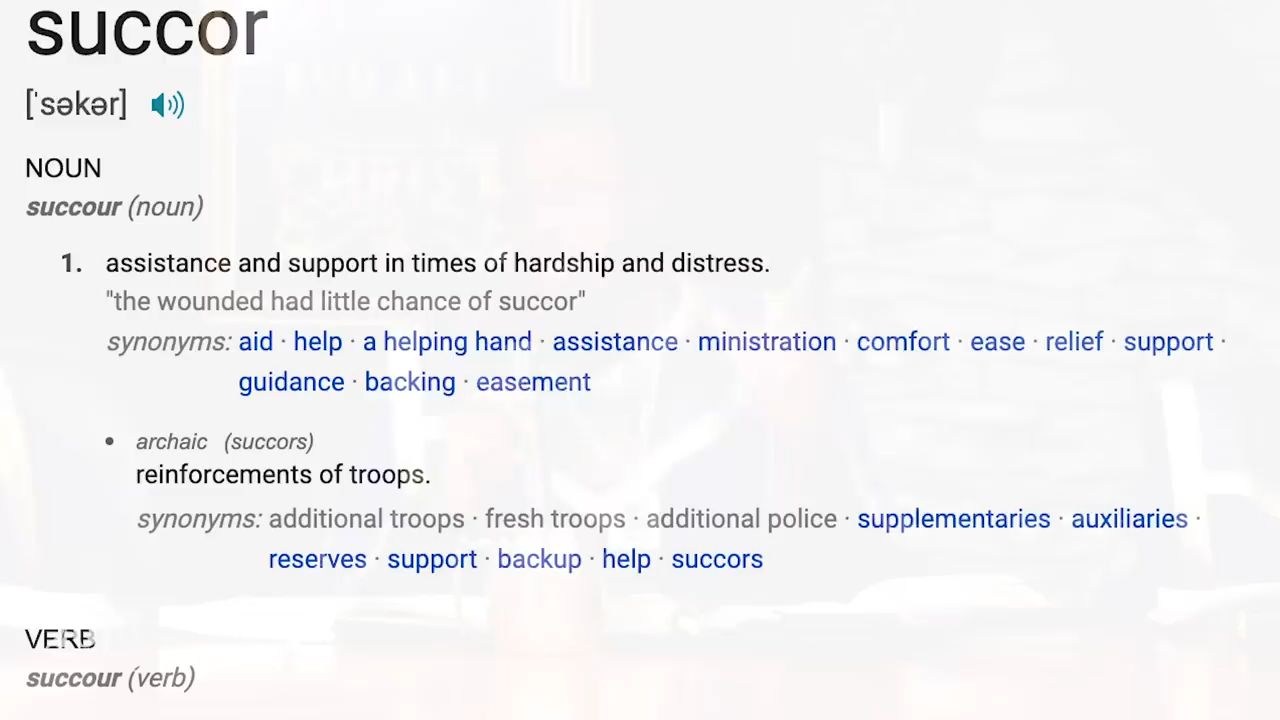 succor
[ˈsəkər]
NOUN
succour (noun)
1. assistance and support in times of hardship and distress.
"the wounded had little chance of succor"
synonyms: aid · help · a helping hand · assistance · ministration · comfort · ease · relief · support ·
guidance · backing · easement
• archaic (succors)
reinforcements of troops.
synonyms: additional troops · fresh troops · additional police · supplementaries · auxiliaries ·
reserves · support · backup · help · succors
VERB
succour (verb)